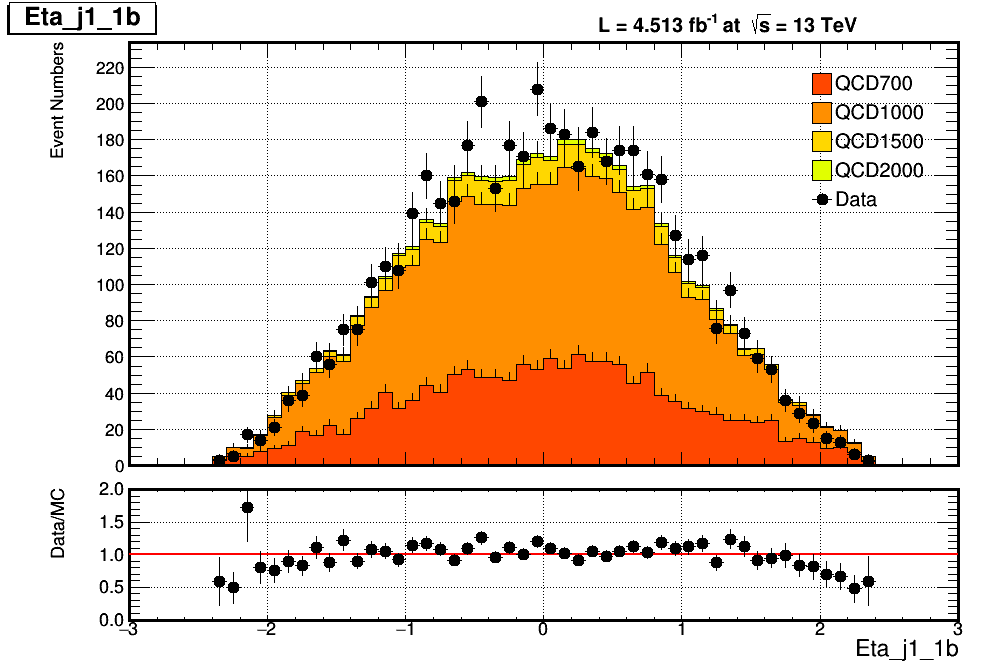 Eta_j1_1b
L = 4.513 fb⁻¹ at √s = 13 TeV
Event Numbers
220
200
180
160
140
120
100
80
60
40
20
0
QCD700
QCD1000
QCD1500
QCD2000
Data
Data/MC
2.0
1.5
1.0
0.5
0.0
−3 −2 −1 0 1 2 3
Eta_j1_1b